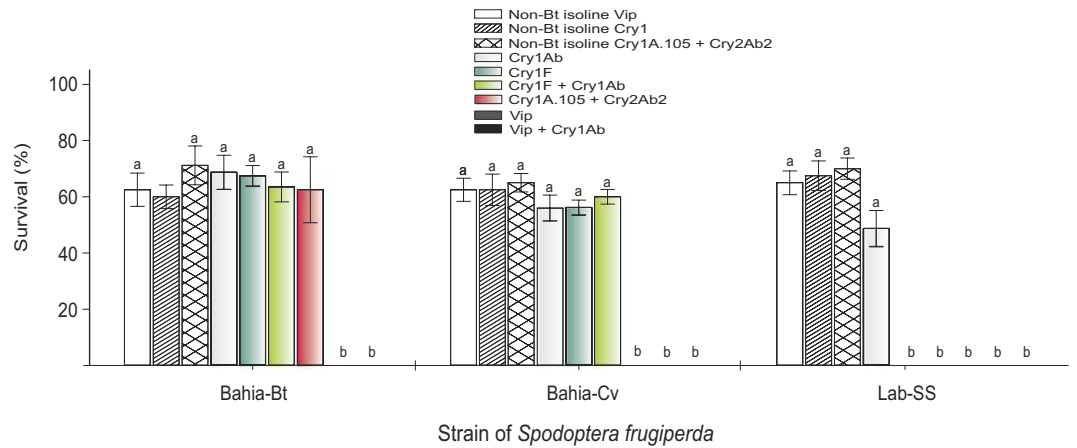 Non-Bt isoline Vip
Non-Bt isoline Cry1
Non-Bt isoline Cry1A.105 + Cry2Ab2
Cry1Ab
Cry1F
Cry1F + Cry1Ab
Cry1A.105 + Cry2Ab2
Vip
Vip + Cry1Ab
Survival (%)
100
80
60
40
20
a a a a a a b b
a a a a a a b b b
a a a a b b b b b
Bahia-Bt Bahia-Cv Lab-SS
Strain of Spodoptera frugiperda